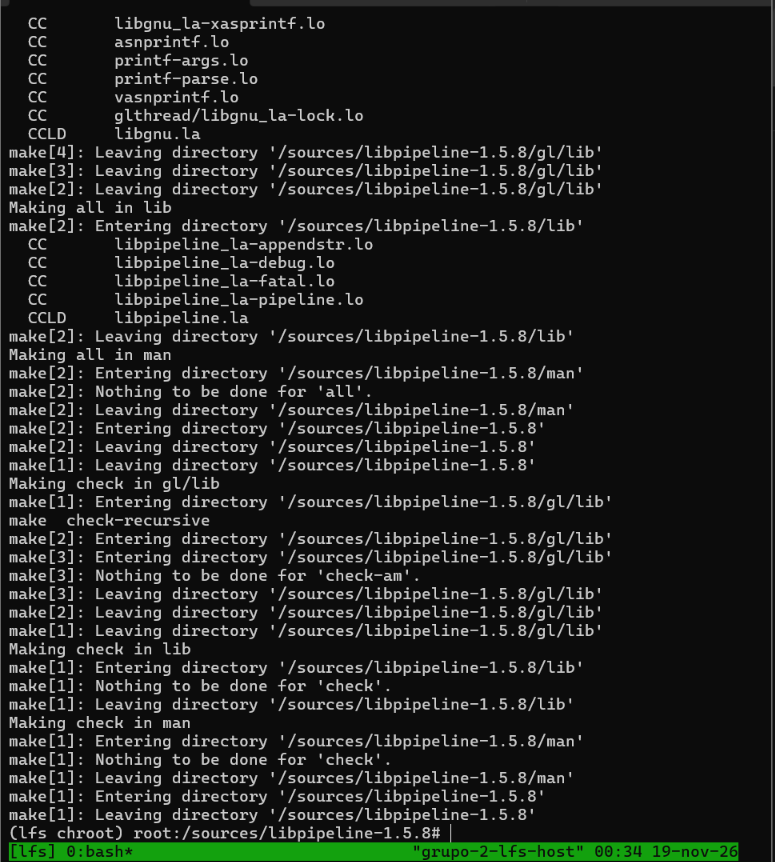 CC       libgnu_la-xasprintf.lo
CC       asnprintf.lo
CC       printf-args.lo
CC       printf-parse.lo
CC       vasnprintf.lo
CC       glthread/libgnu_la-lock.lo
CCLD     libgnu.la
make[4]: Leaving directory '/sources/libpipeline-1.5.8/gl/lib'
make[3]: Leaving directory '/sources/libpipeline-1.5.8/gl/lib'
make[2]: Leaving directory '/sources/libpipeline-1.5.8/gl/lib'
Making all in lib
make[2]: Entering directory '/sources/libpipeline-1.5.8/lib'
CC       libpipeline_la-appendstr.lo
CC       libpipeline_la-debug.lo
CC       libpipeline_la-fatal.lo
CC       libpipeline_la-pipeline.lo
CCLD     libpipeline.la
make[2]: Leaving directory '/sources/libpipeline-1.5.8/lib'
Making all in man
make[2]: Entering directory '/sources/libpipeline-1.5.8/man'
make[2]: Nothing to be done for 'all'.
make[2]: Leaving directory '/sources/libpipeline-1.5.8/man'
make[2]: Entering directory '/sources/libpipeline-1.5.8'
make[2]: Leaving directory '/sources/libpipeline-1.5.8'
make[1]: Leaving directory '/sources/libpipeline-1.5.8'
Making check in gl/lib
make[1]: Entering directory '/sources/libpipeline-1.5.8/gl/lib'
make  check-recursive
make[2]: Entering directory '/sources/libpipeline-1.5.8/gl/lib'
make[3]: Entering directory '/sources/libpipeline-1.5.8/gl/lib'
make[3]: Nothing to be done for 'check-am'.
make[3]: Leaving directory '/sources/libpipeline-1.5.8/gl/lib'
make[2]: Leaving directory '/sources/libpipeline-1.5.8/gl/lib'
make[1]: Leaving directory '/sources/libpipeline-1.5.8/gl/lib'
Making check in lib
make[1]: Entering directory '/sources/libpipeline-1.5.8/lib'
make[1]: Nothing to be done for 'check'.
make[1]: Leaving directory '/sources/libpipeline-1.5.8/lib'
Making check in man
make[1]: Entering directory '/sources/libpipeline-1.5.8/man'
make[1]: Nothing to be done for 'check'.
make[1]: Leaving directory '/sources/libpipeline-1.5.8/man'
make[1]: Entering directory '/sources/libpipeline-1.5.8'
make[1]: Leaving directory '/sources/libpipeline-1.5.8'
(lfs chroot) root:/sources/libpipeline-1.5.8#
[lfs] 0:bash* "grupo-2-lfs-host" 00:34 19-nov-26